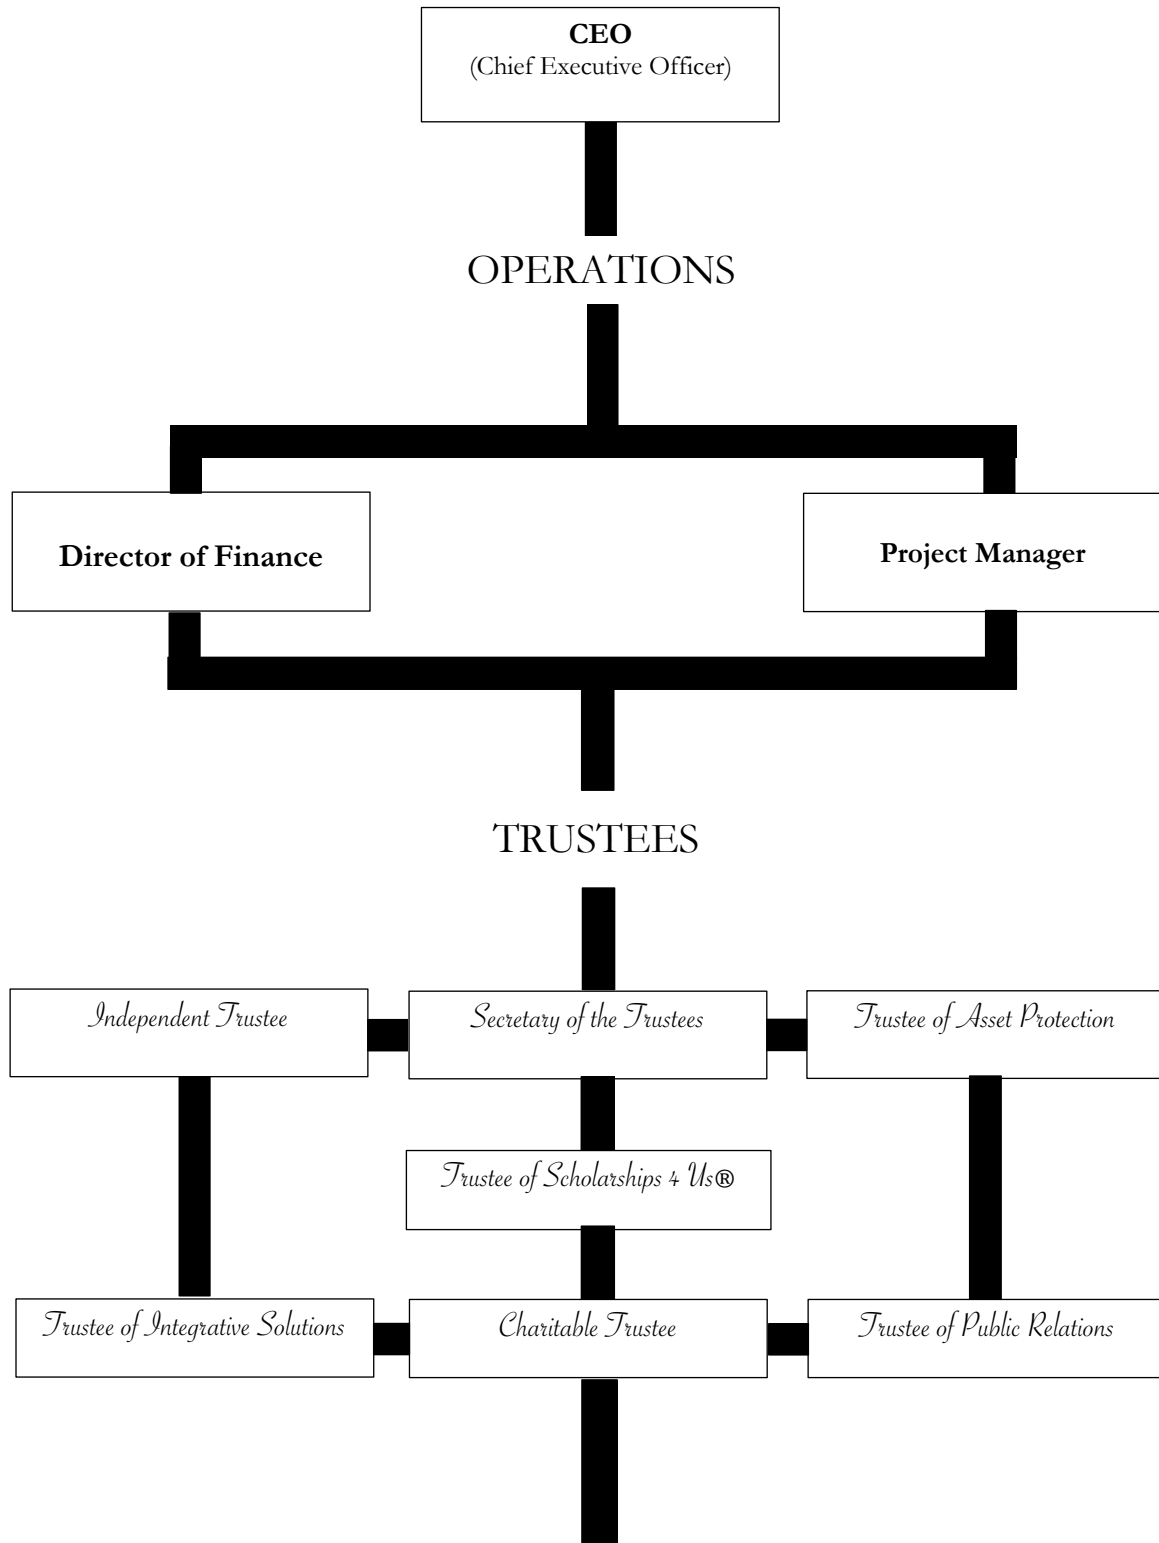 CEO
(Chief Executive Officer)
OPERATIONS
Director of Finance
Project Manager
TRUSTEES
Independent Trustee
Secretary of the Trustees
Trustee of Asset Protection
Trustee of Scholarships 4 Us®
Trustee of Integrative Solutions
Charitable Trustee
Trustee of Public Relations